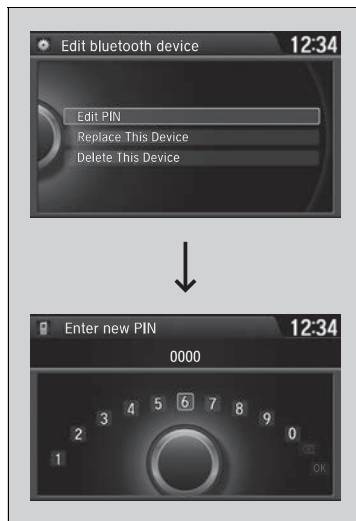 Edit bluetooth device 12:34
Edit PIN
Replace This Device
Delete This Device
Enter new PIN 12:34
0000
1 2 3 4 5 6 7 8 9 0
OK